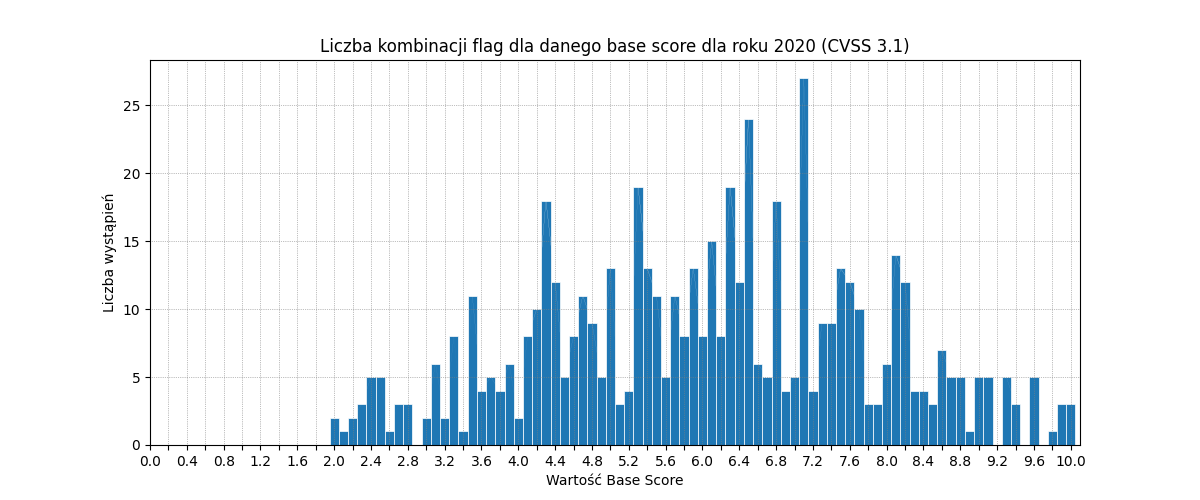 Liczba kombinacji flag dla danego base score dla roku 2020 (CVSS 3.1)
25
20
15
10
5
0
Liczba wystąpień
0.0 0.4 0.8 1.2 1.6 2.0 2.4 2.8 3.2 3.6 4.0 4.4 4.8 5.2 5.6 6.0 6.4 6.8 7.2 7.6 8.0 8.4 8.8 9.2 9.6 10.0
Wartość Base Score